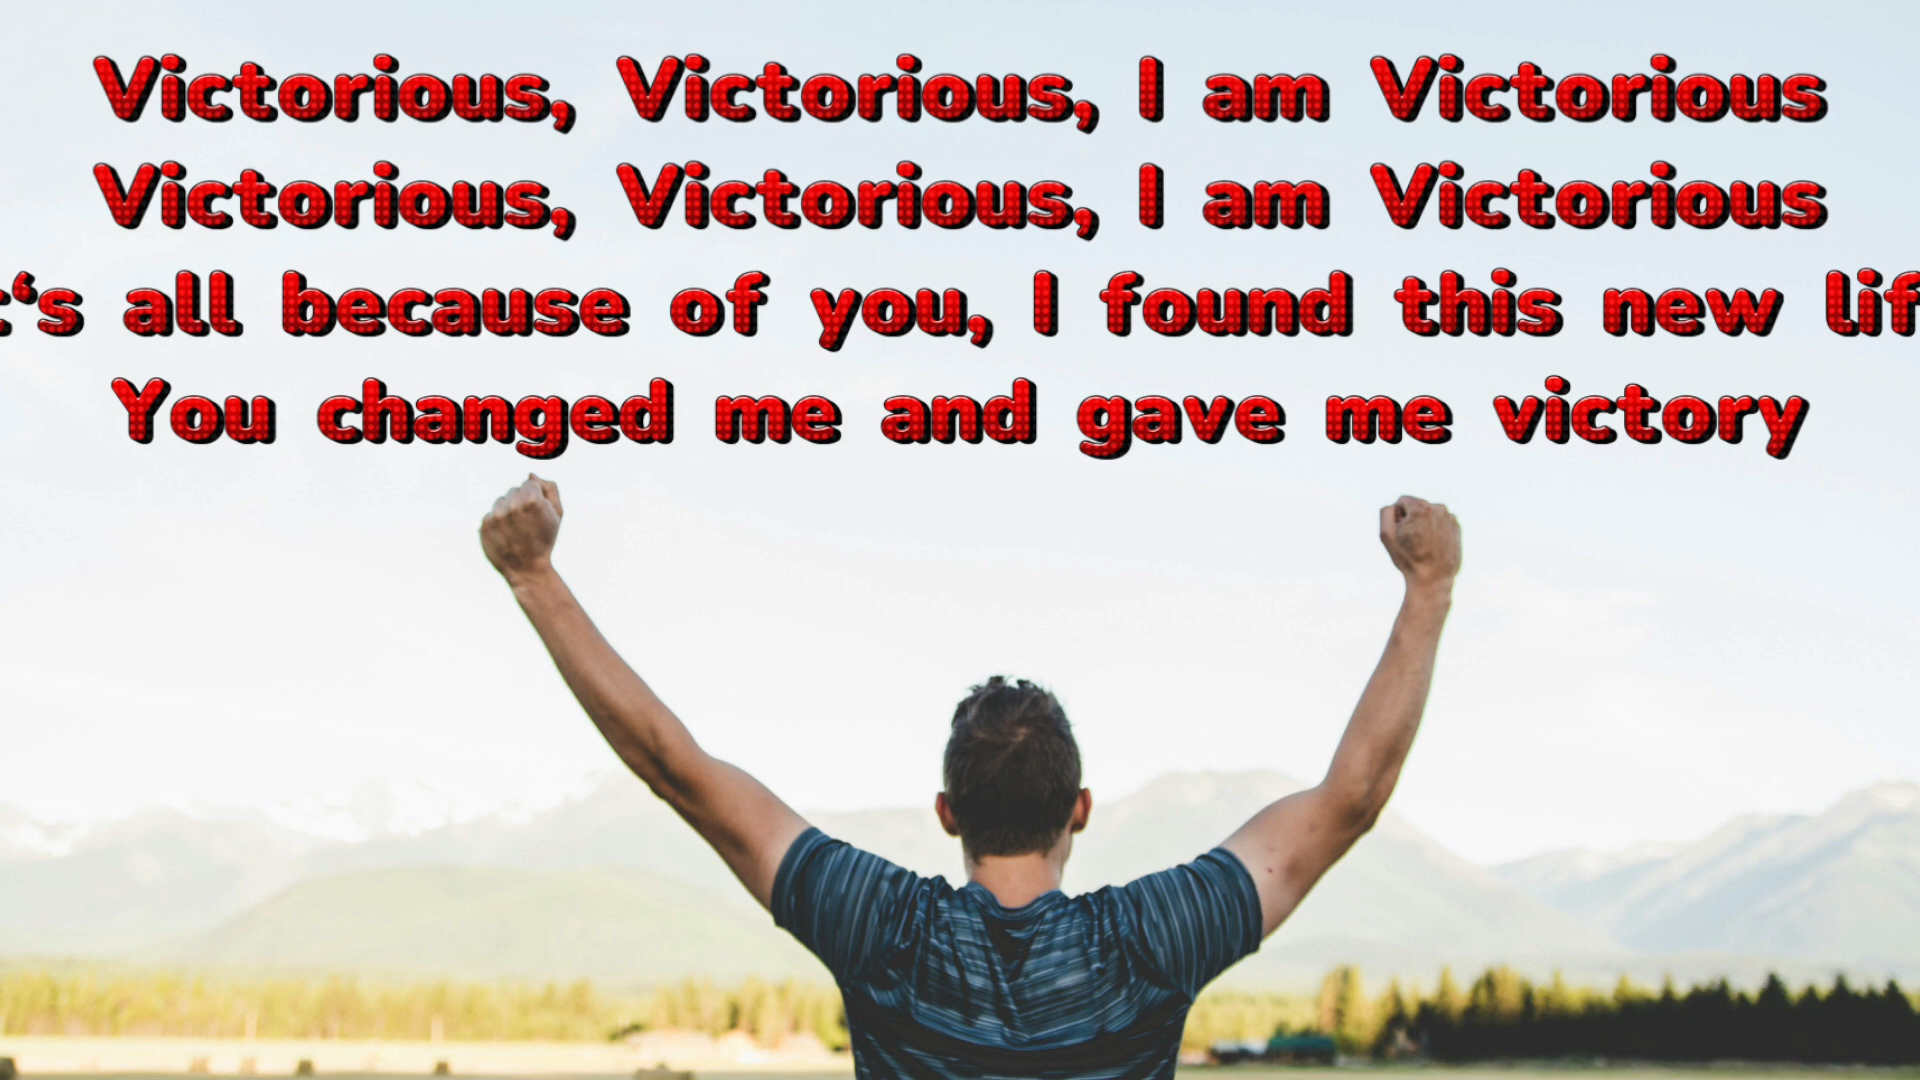 Victorious, Victorious, I am Victorious
Victorious, Victorious, I am Victorious
t‘s all because of you, I found this new lif
You changed me and gave me victory